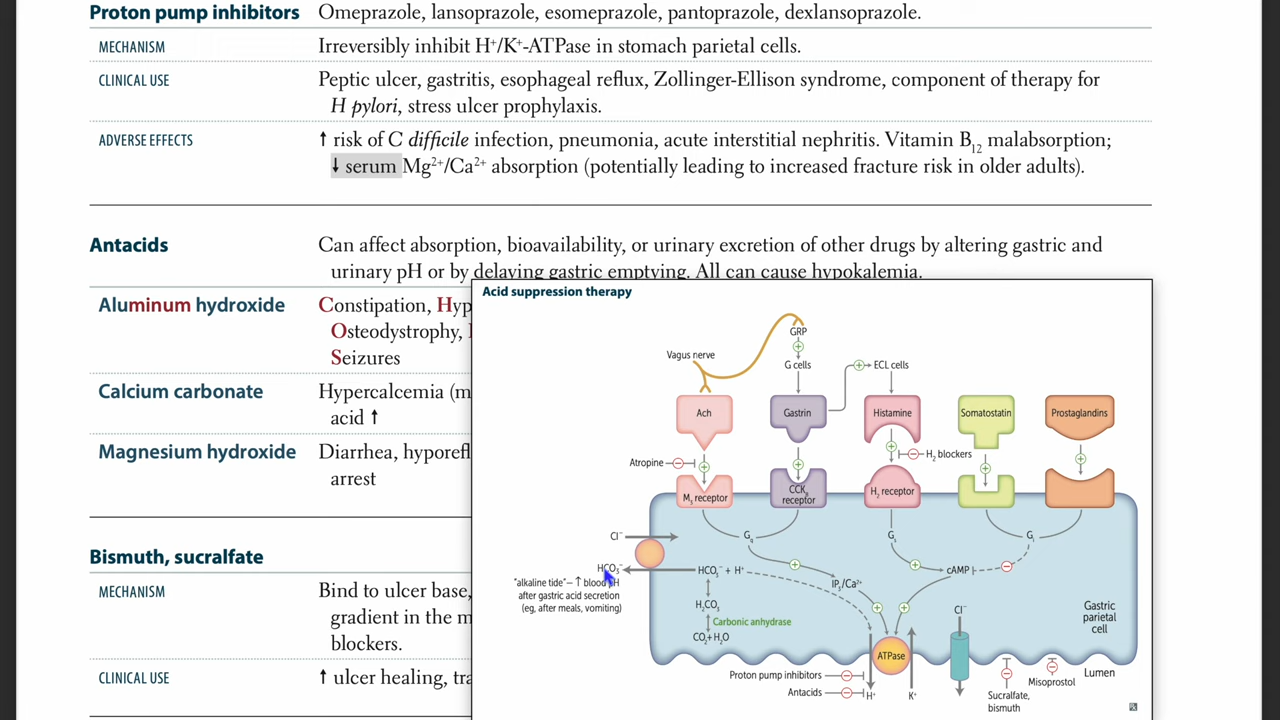 Proton pump inhibitors Omeprazole, lansoprazole, esomeprazole, pantoprazole, dexlansoprazole.
MECHANISM Irreversibly inhibit H⁺/K⁺-ATPase in stomach parietal cells.
CLINICAL USE Peptic ulcer, gastritis, esophageal reflux, Zollinger-Ellison syndrome, component of therapy for
H pylori, stress ulcer prophylaxis.
ADVERSE EFFECTS ↑ risk of C difficile infection, pneumonia, acute interstitial nephritis. Vitamin B₁₂ malabsorption;
↓ serum Mg²⁺/Ca²⁺ absorption (potentially leading to increased fracture risk in older adults).
Antacids Can affect absorption, bioavailability, or urinary excretion of other drugs by altering gastric and
urinary pH or by delaying gastric emptying. All can cause hypokalemia.
Aluminum hydroxide Constipation, Hyp
Osteodystrophy,
Seizures
Calcium carbonate Hypercalcemia (m
acid ↑
Magnesium hydroxide Diarrhea, hyporefl
arrest
Bismuth, sucralfate
MECHANISM Bind to ulcer base,
gradient in the m
blockers.
CLINICAL USE ↑ ulcer healing, tra
Acid suppression therapy
GRP
Vagus nerve
G cells
ECL cells
Ach
Gastrin
Histamine
Somatostatin
Prostaglandins
Atropine
H₂ blockers
M₃ receptor
CCK_B receptor
H₂ receptor
Cl⁻
Gq
Gs
Gi
HCO₃⁻
HCO₃⁻ + H⁺
cAMP
"alkaline tide"– ↑ blood pH
after gastric acid secretion
(eg, after meals, vomiting)
IP₃/Ca²⁺
H₂CO₃
Carbonic anhydrase
CO₂+H₂O
Cl⁻
Gastric
parietal
cell
ATPase
Lumen
Proton pump inhibitors
Antacids
H⁺
K⁺
Sucralfate,
bismuth
Misoprostol